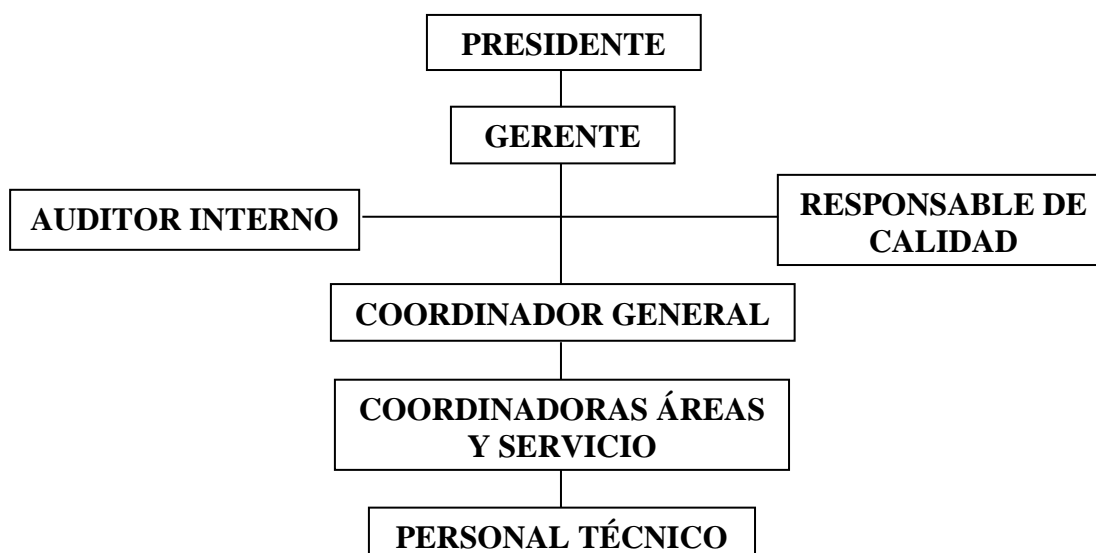 PRESIDENTE
GERENTE
AUDITOR INTERNO
RESPONSABLE DE
CALIDAD
COORDINADOR GENERAL
COORDINADORAS ÁREAS
Y SERVICIO
PERSONAL TÉCNICO